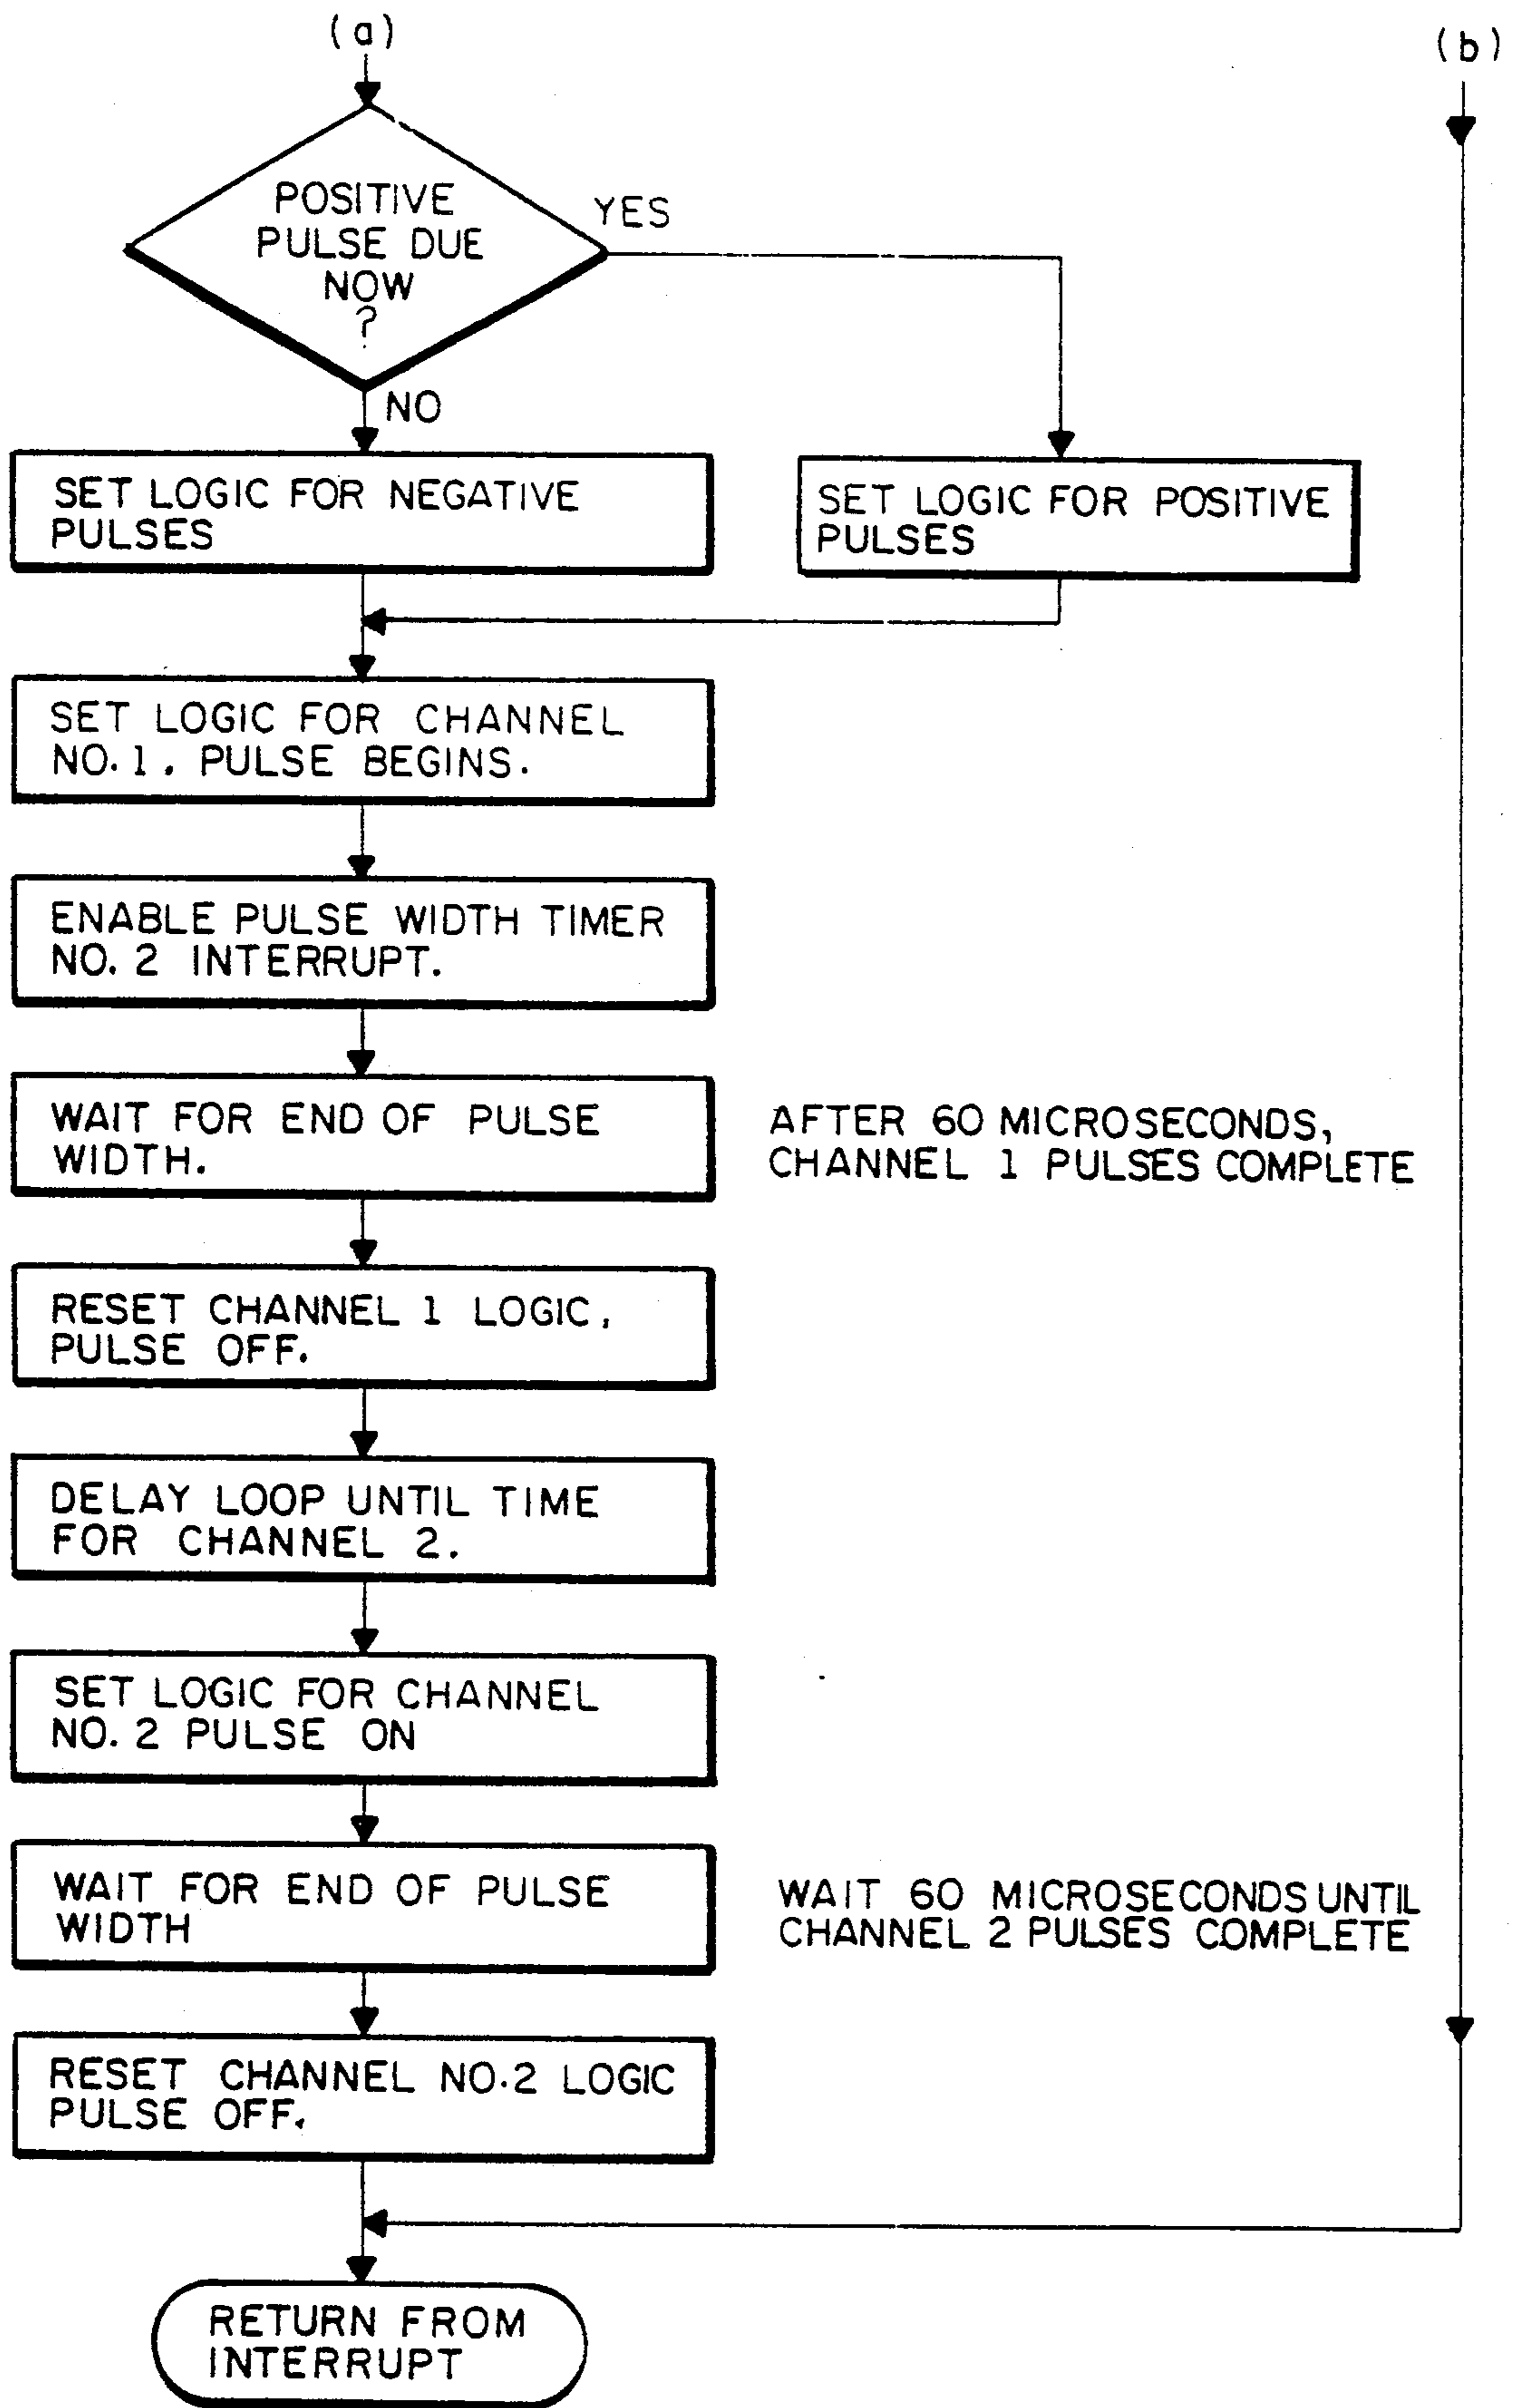 (a)
(b)
POSITIVE
PULSE DUE
NOW
?
YES
NO
SET LOGIC FOR NEGATIVE
PULSES
SET LOGIC FOR POSITIVE
PULSES
SET LOGIC FOR CHANNEL
NO. 1. PULSE BEGINS.
ENABLE PULSE WIDTH TIMER
NO. 2 INTERRUPT.
WAIT FOR END OF PULSE
WIDTH.
AFTER 60 MICROSECONDS,
CHANNEL 1 PULSES COMPLETE
RESET CHANNEL 1 LOGIC,
PULSE OFF.
DELAY LOOP UNTIL TIME
FOR CHANNEL 2.
SET LOGIC FOR CHANNEL
NO. 2 PULSE ON
WAIT FOR END OF PULSE
WIDTH
WAIT 60 MICROSECONDS UNTIL
CHANNEL 2 PULSES COMPLETE
RESET CHANNEL NO.2 LOGIC
PULSE OFF.
RETURN FROM
INTERRUPT